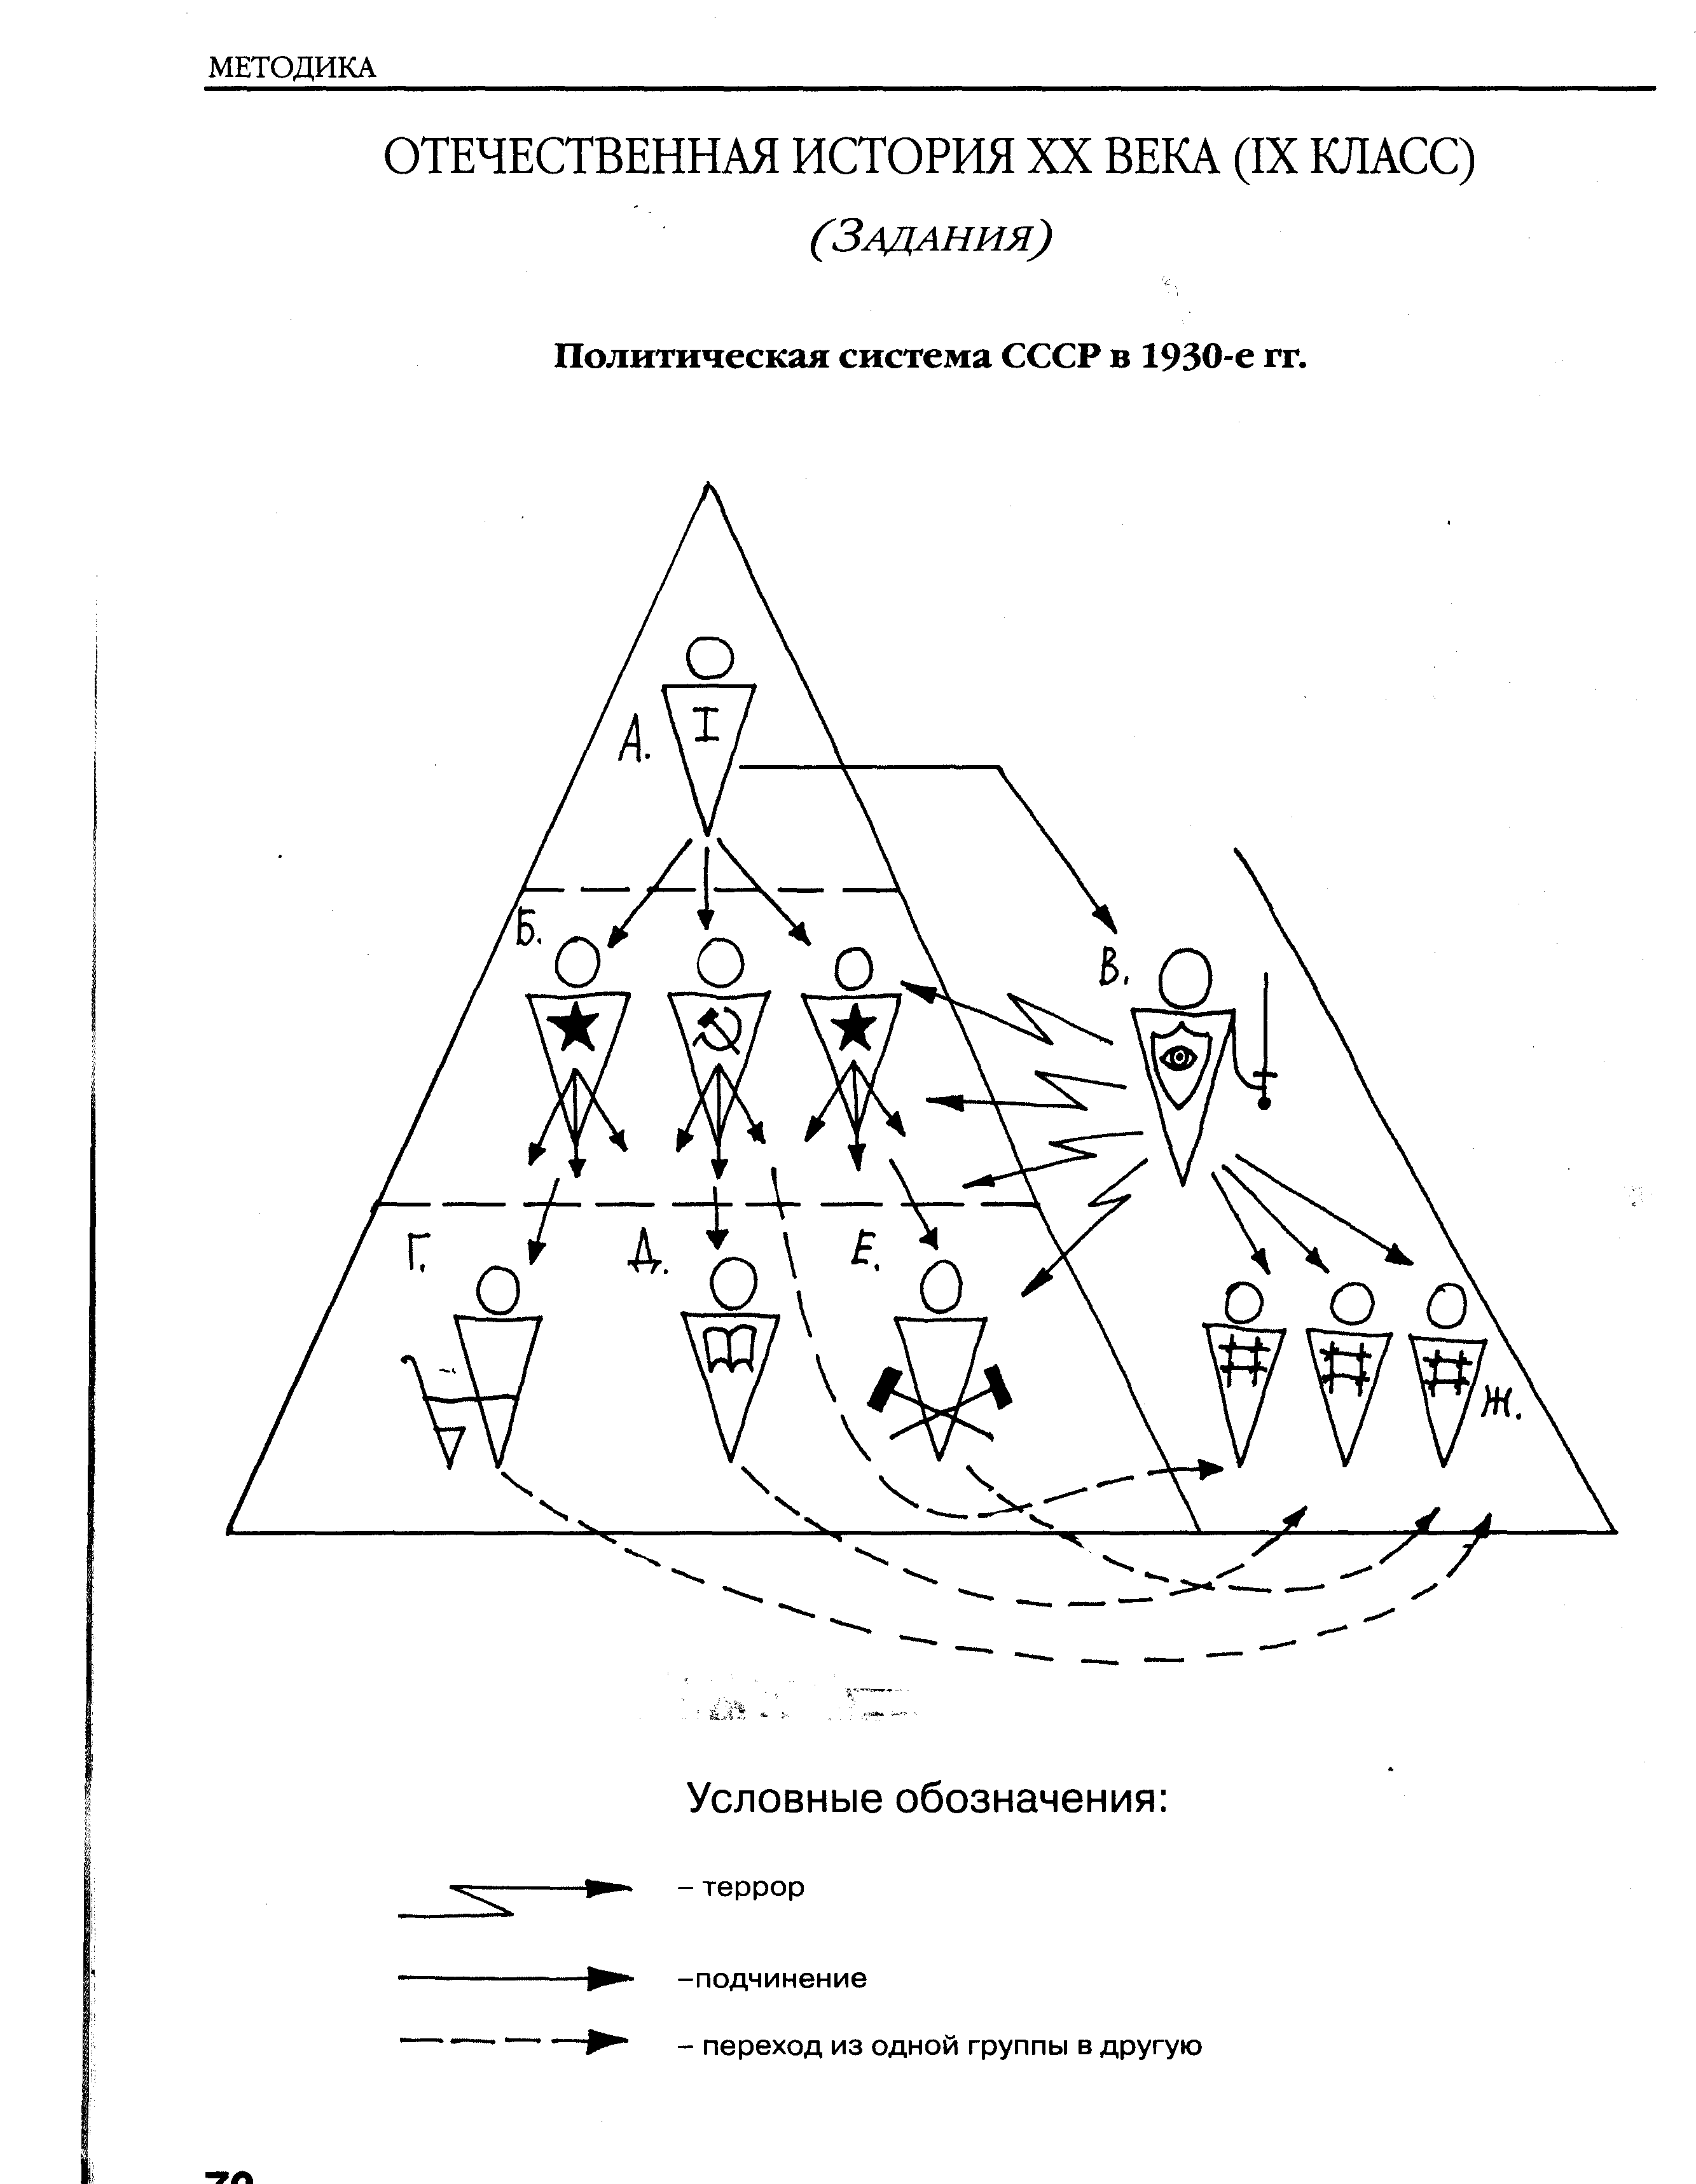 МЕТОДИКА
ОТЕЧЕСТВЕННАЯ ИСТОРИЯ XX ВЕКА (IX КЛАСС)
(ЗАДАНИЯ)
Политическая система СССР в 1930-е гг.
I
А.
Б.
В.
Г.
Д.
Е.
Ж.
Условные обозначения:
– террор
–подчинение
– переход из одной группы в другую